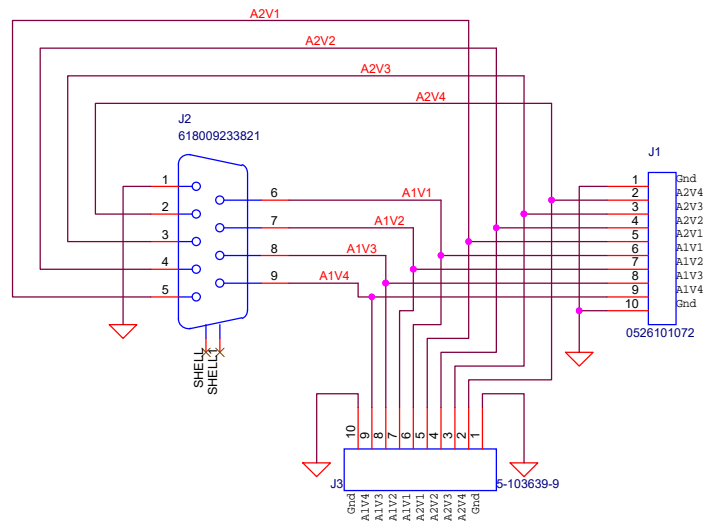 A2V1
A2V2
A2V3
A2V4
J2
618009233821
1
2
3
4
5
6
7
8
9
SHELL
SHELL1
A1V1
A1V2
A1V3
A1V4
J1
1 Gnd
2 A2V4
3 A2V3
4 A2V2
5 A2V1
6 A1V1
7 A1V2
8 A1V3
9 A1V4
10 Gnd
0526101072
10
9
8
7
6
5
4
3
2
1
J3
5-103639-9
Gnd
A1V4
A1V3
A1V2
A1V1
A2V1
A2V2
A2V3
A2V4
Gnd